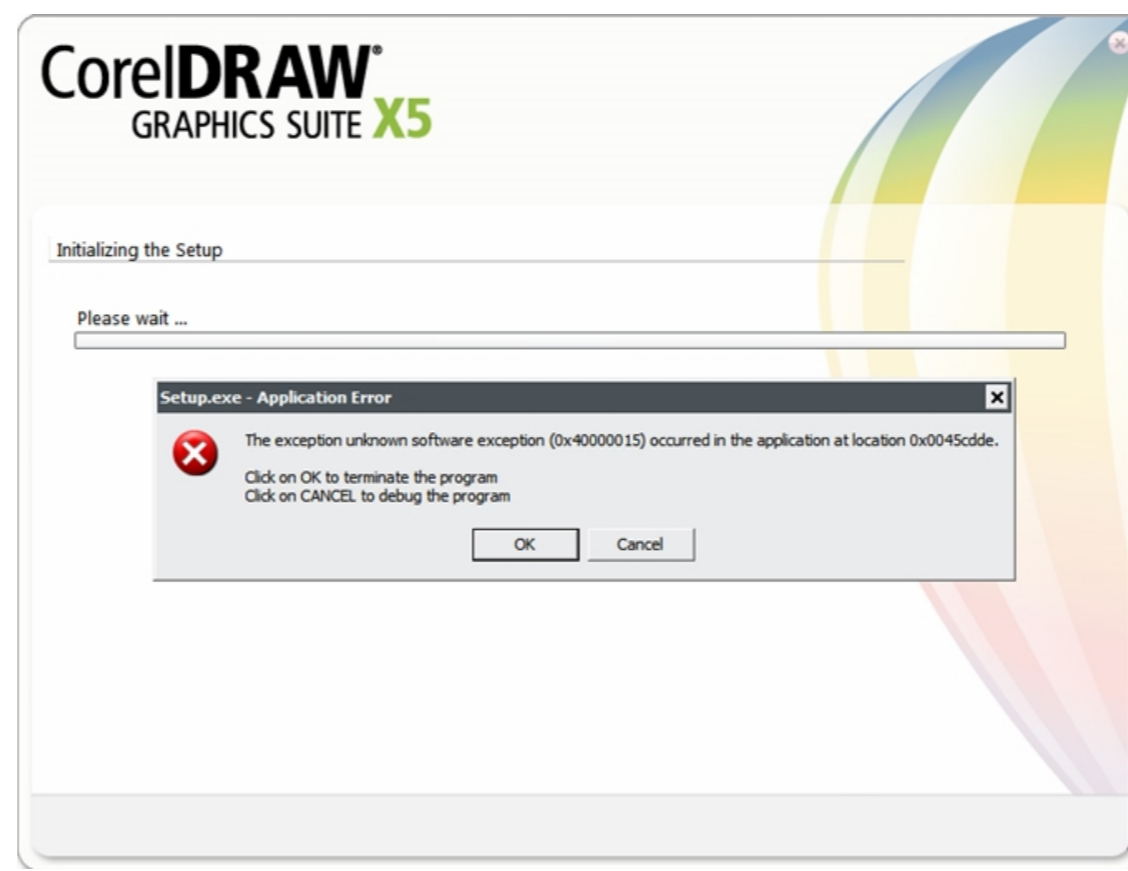 CorelDRAW®
GRAPHICS SUITE X5
Initializing the Setup
Please wait ...
Setup.exe - Application Error
The exception unknown software exception (0x40000015) occurred in the application at location 0x0045cdde.
Click on OK to terminate the program
Click on CANCEL to debug the program
OK Cancel